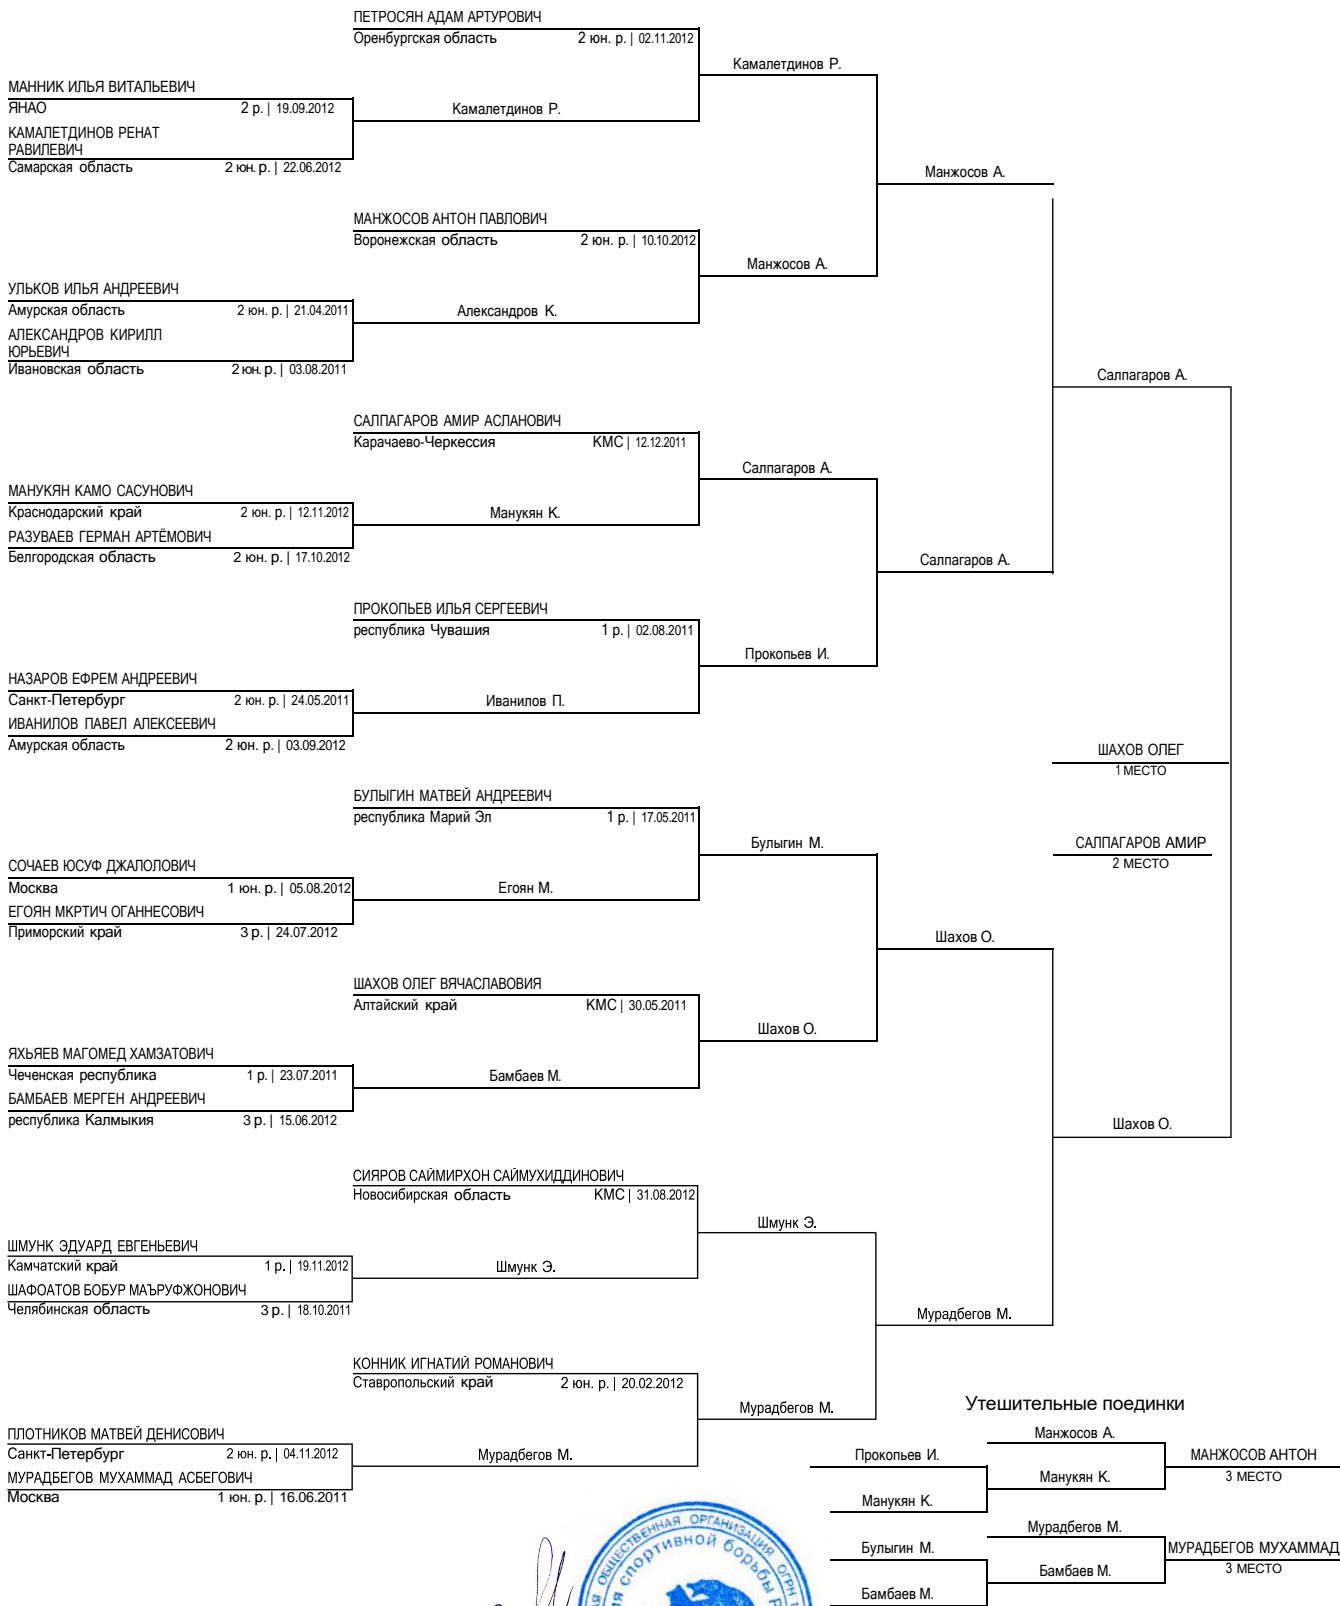 ПЕТРОСЯН АДАМ АРТУРОВИЧ
Оренбургская область 2 юн. р. | 02.11.2012
Камалетдинов Р.
МАННИК ИЛЬЯ ВИТАЛЬЕВИЧ
ЯНАО 2 р. | 19.09.2012
Камалетдинов Р.
КАМАЛЕТДИНОВ РЕНАТ
РАВИЛЕВИЧ
Самарская область 2 юн. р. | 22.06.2012
Манжосов А.
МАНЖОСОВ АНТОН ПАВЛОВИЧ
Воронежская область 2 юн. р. | 10.10.2012
Манжосов А.
УЛЬКОВ ИЛЬЯ АНДРЕЕВИЧ
Амурская область 2 юн. р. | 21.04.2011
Александров К.
АЛЕКСАНДРОВ КИРИЛЛ
ЮРЬЕВИЧ
Ивановская область 2 юн. р. | 03.08.2011
Салпагаров А.
САЛПАГАРОВ АМИР АСЛАНОВИЧ
Карачаево-Черкессия КМС | 12.12.2011
Салпагаров А.
МАНУКЯН КАМО САСУНОВИЧ
Краснодарский край 2 юн. р. | 12.11.2012
Манукян К.
РАЗУВАЕВ ГЕРМАН АРТЁМОВИЧ
Белгородская область 2 юн. р. | 17.10.2012
Салпагаров А.
ПРОКОПЬЕВ ИЛЬЯ СЕРГЕЕВИЧ
республика Чувашия 1 р. | 02.08.2011
Прокопьев И.
НАЗАРОВ ЕФРЕМ АНДРЕЕВИЧ
Санкт-Петербург 2 юн. р. | 24.05.2011
Иванилов П.
ИВАНИЛОВ ПАВЕЛ АЛЕКСЕЕВИЧ
Амурская область 2 юн. р. | 03.09.2012
ШАХОВ ОЛЕГ
1 МЕСТО
БУЛЫГИН МАТВЕЙ АНДРЕЕВИЧ
республика Марий Эл 1 р. | 17.05.2011
Булыгин М.
САЛПАГАРОВ АМИР
2 МЕСТО
СОЧАЕВ ЮСУФ ДЖАЛОЛОВИЧ
Москва 1 юн. р. | 05.08.2012
Егоян М.
ЕГОЯН МКРТИЧ ОГАННЕСОВИЧ
Приморский край 3 р. | 24.07.2012
Шахов О.
ШАХОВ ОЛЕГ ВЯЧАСЛАВОВИЯ
Алтайский край КМС | 30.05.2011
Шахов О.
ЯХЬЯЕВ МАГОМЕД ХАМЗАТОВИЧ
Чеченская республика 1 р. | 23.07.2011
Бамбаев М.
БАМБАЕВ МЕРГЕН АНДРЕЕВИЧ
республика Калмыкия 3 р. | 15.06.2012
Шахов О.
СИЯРОВ САЙМИРХОН САЙМУХИДДИНОВИЧ
Новосибирская область КМС | 31.08.2012
Шмунк Э.
ШМУНК ЭДУАРД ЕВГЕНЬЕВИЧ
Камчатский край 1 р. | 19.11.2012
Шмунк Э.
ШАФОАТОВ БОБУР МАЪРУФЖОНОВИЧ
Челябинская область 3 р. | 18.10.2011
Мурадбегов М.
КОННИК ИГНАТИЙ РОМАНОВИЧ
Ставропольский край 2 юн. р. | 20.02.2012
Мурадбегов М.
ПЛОТНИКОВ МАТВЕЙ ДЕНИСОВИЧ
Санкт-Петербург 2 юн. р. | 04.11.2012
Мурадбегов М.
МУРАДБЕГОВ МУХАММАД АСБЕГОВИЧ
Москва 1 юн. р. | 16.06.2011
Утешительные поединки
Манжосов А.
Прокопьев И.
МАНЖОСОВ АНТОН
Манукян К.
3 МЕСТО
Манукян К.
Мурадбегов М.
Булыгин М.
МУРАДБЕГОВ МУХАММАД
Бамбаев М.
3 МЕСТО
Бамбаев М.
ОБЩЕСТВЕННАЯ ОРГАНИЗАЦИЯ ОГРН
спортивной борьбы